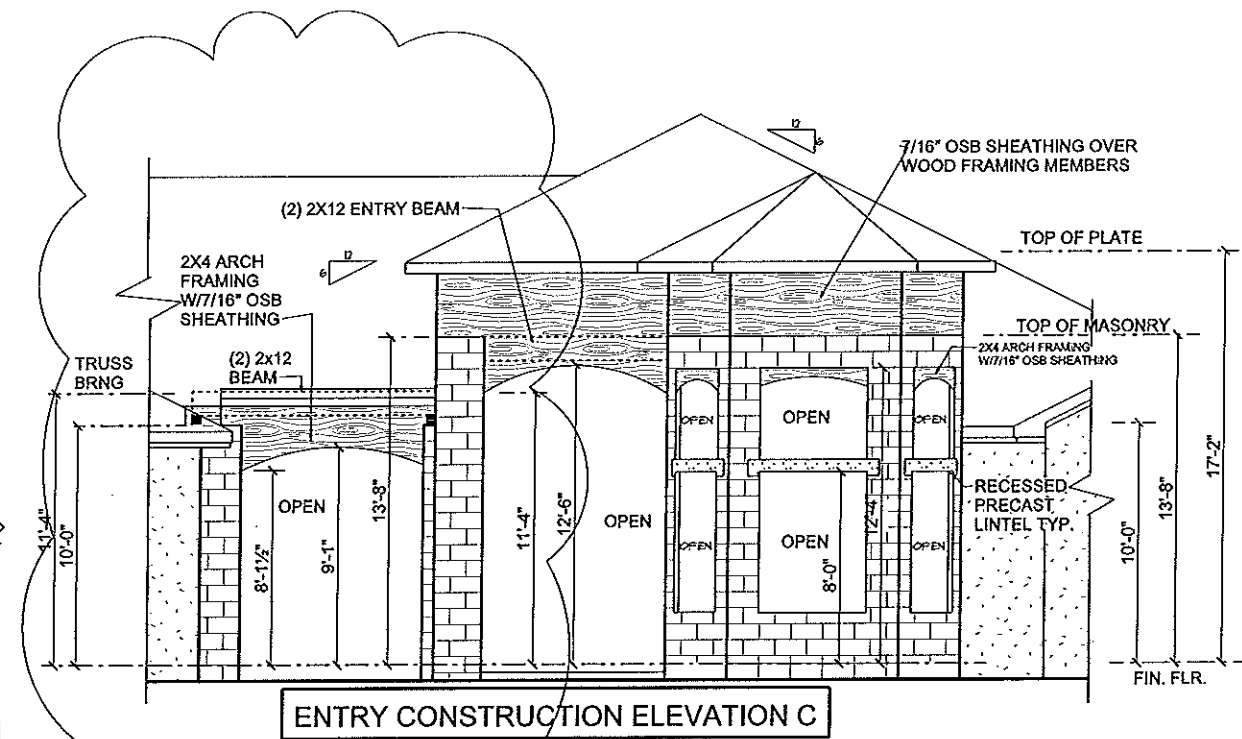 12
6
7/16" OSB SHEATHING OVER
WOOD FRAMING MEMBERS
(2) 2X12 ENTRY BEAM
TOP OF PLATE
12
6
2X4 ARCH
FRAMING
W/7/16" OSB
SHEATHING
TOP OF MASONRY
2X4 ARCH FRAMING
W/7/16" OSB SHEATHING
TRUSS
BRNG
(2) 2x12
BEAM
OPEN
OPEN
OPEN
OPEN
OPEN
OPEN
OPEN
OPEN
RECESSED
PRECAST
LINTEL TYP.
11'-4"
10'-0"
8'-1½"
9'-1"
13'-8"
11'-4"
12'-6"
8'-0"
12'-4
10'-0"
13'-8"
17'-2"
FIN. FLR.
ENTRY CONSTRUCTION ELEVATION C